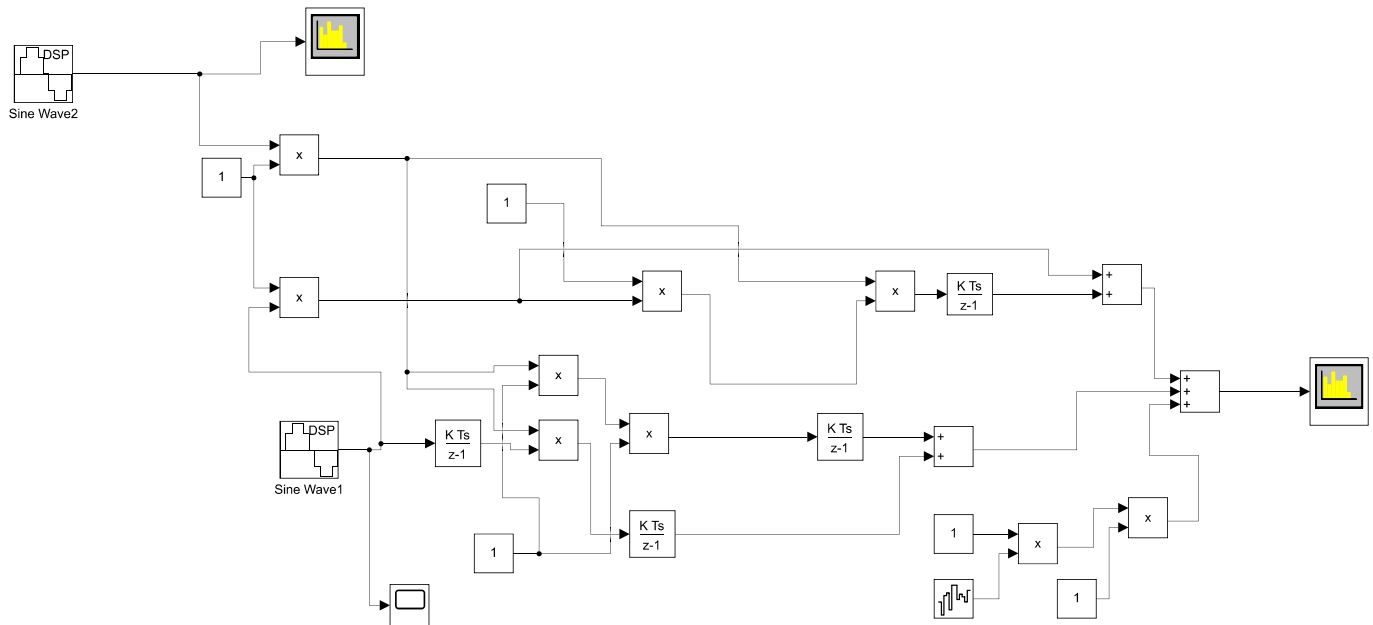 DSP
Sine Wave2
x
1
1
x
x
x
K Ts
z-1
+
+
x
+
+
+
DSP
Sine Wave1
K Ts
z-1
x
x
K Ts
z-1
+
+
1
K Ts
z-1
1
x
x
1